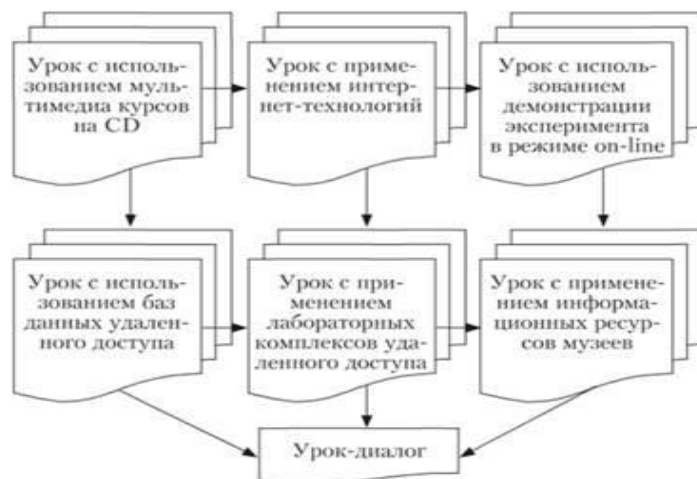 Урок с исполь-
зованием муль-
тимедиа курсов
на CD
Урок с приме-
нением интер-
нет-технологий
Урок с исполь-
зованием
демонстрации
эксперимента
в режиме on-line
Урок с исполь-
зованием баз
данных удален-
ного доступа
Урок с при-
менением
лабораторных
комплексов уда-
ленного доступа
Урок с примене-
нием информа-
ционных ресур-
сов музеев
Урок-диалог